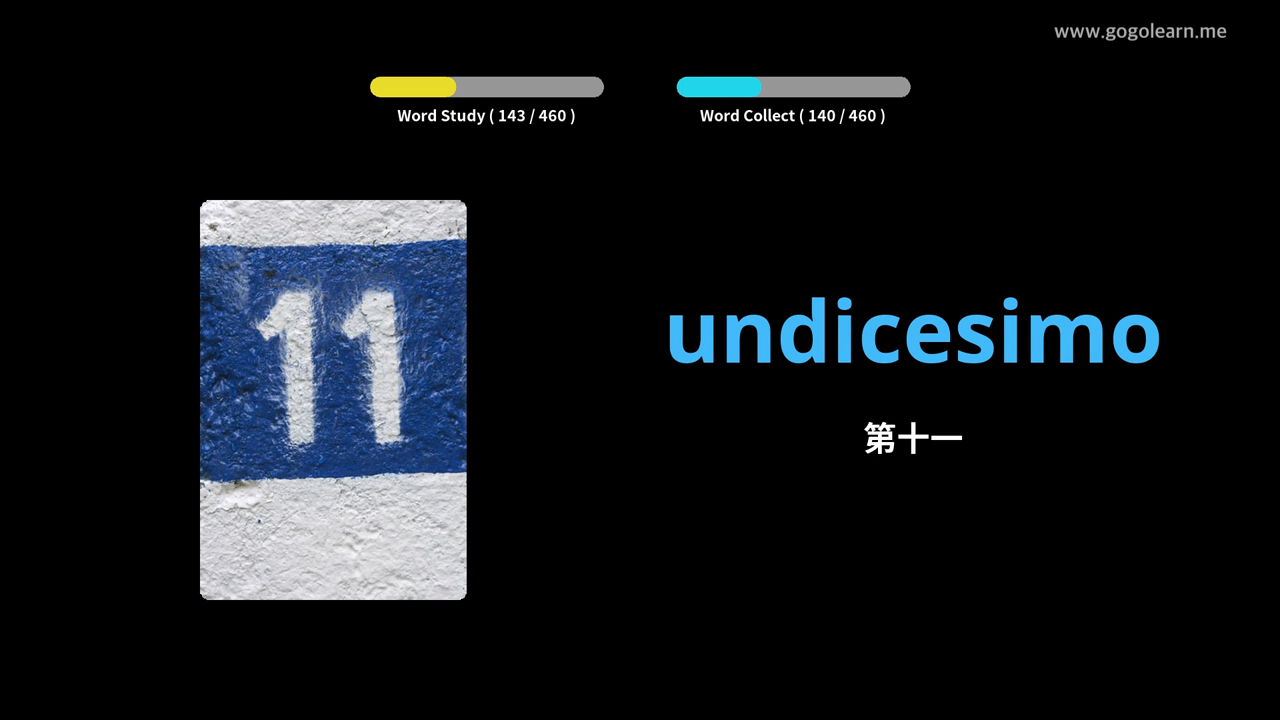 www.gogolearn.me
Word Study ( 143 / 460 )
Word Collect ( 140 / 460 )
11
undicesimo
第十一